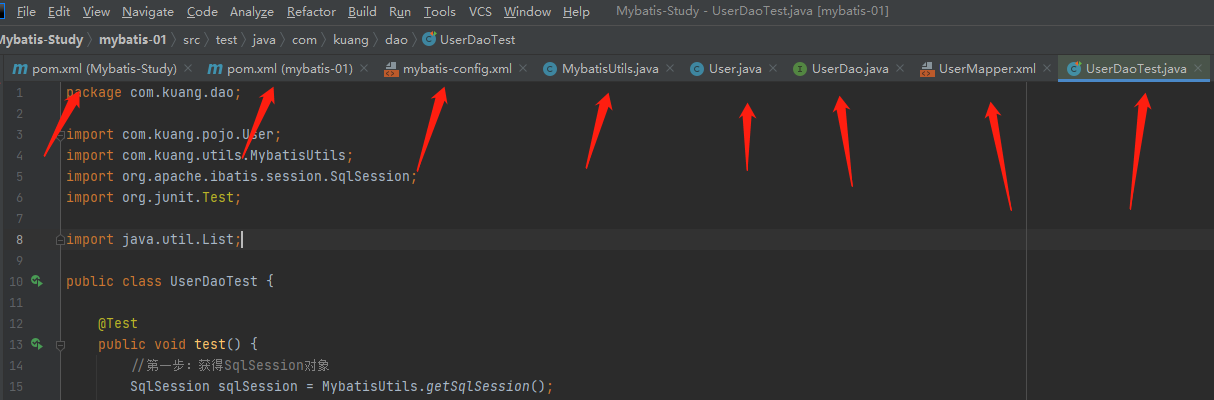 File Edit View Navigate Code Analyze Refactor Build Run Tools VCS Window Help Mybatis-Study - UserDaoTest.java [mybatis-01]
Mybatis-Study mybatis-01 src test java com kuang dao UserDaoTest
pom.xml (Mybatis-Study) pom.xml (mybatis-01) mybatis-config.xml MybatisUtils.java User.java UserDao.java UserMapper.xml UserDaoTest.java
1 package com.kuang.dao;
2
3 import com.kuang.pojo.User;
4 import com.kuang.utils.MybatisUtils;
5 import org.apache.ibatis.session.SqlSession;
6 import org.junit.Test;
7
8 import java.util.List;
9
10 public class UserDaoTest {
11
12 @Test
13 public void test() {
14 //第一步：获得SqlSession对象
15 SqlSession sqlSession = MybatisUtils.getSqlSession();